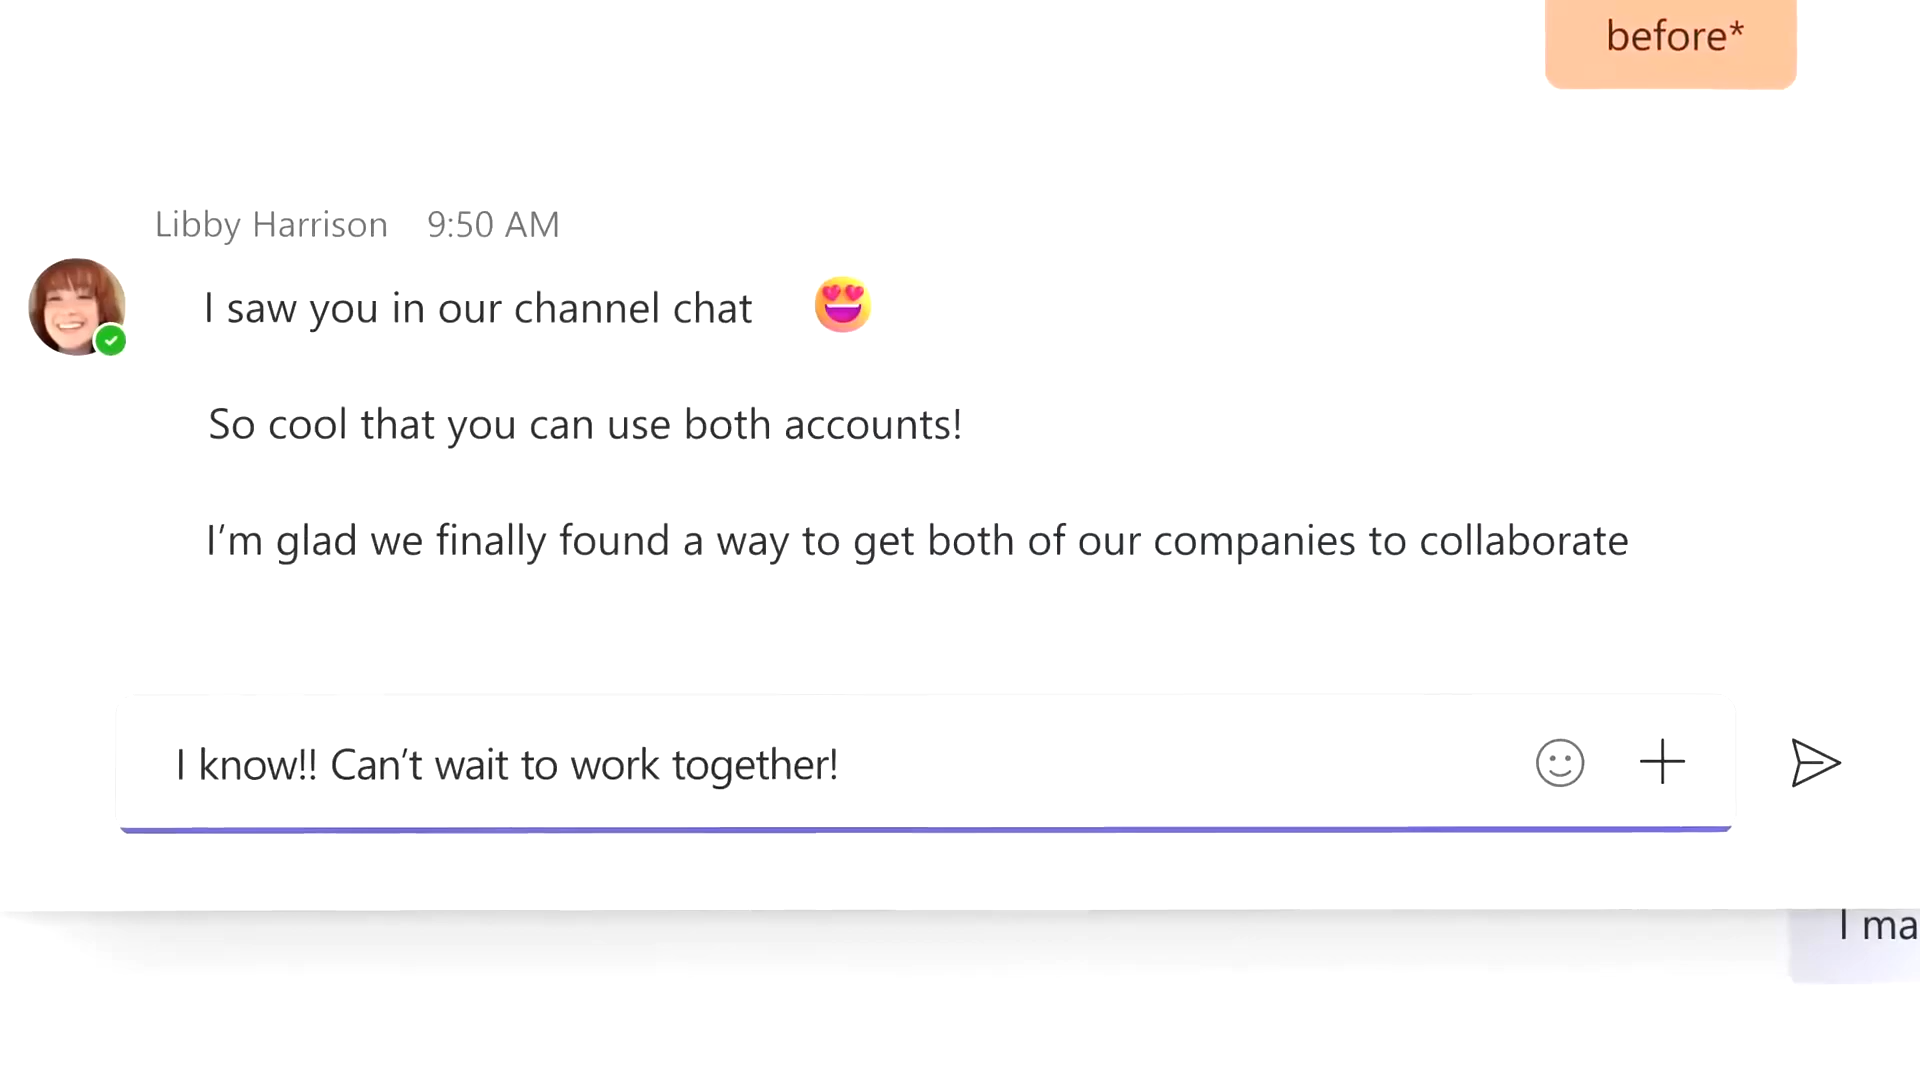 before*
Libby Harrison 9:50 AM
I saw you in our channel chat 😍
So cool that you can use both accounts!
I’m glad we finally found a way to get both of our companies to collaborate
I know!! Can’t wait to work together!
I ma